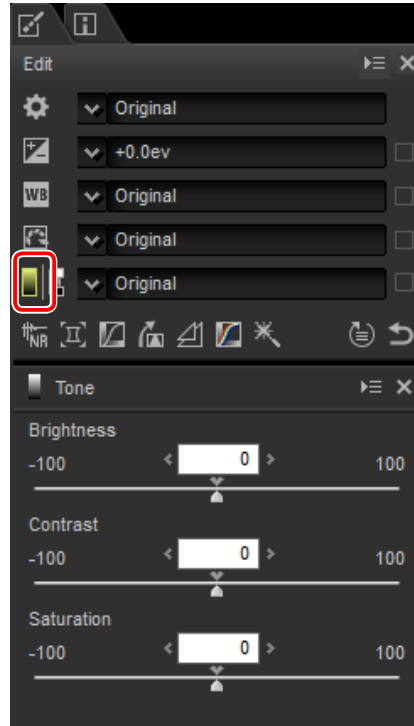 Edit
Original
+0.0ev
WB Original
Original
Original
NR
Tone
Brightness
-100 0 100
Contrast
-100 0 100
Saturation
-100 0 100